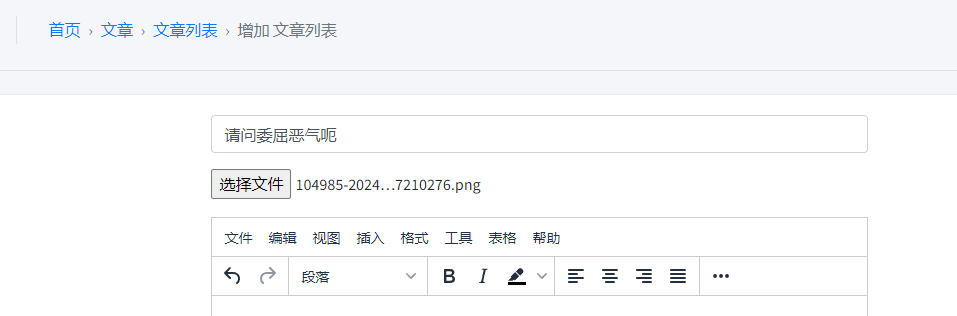 首页 › 文章 › 文章列表 › 增加 文章列表
请问委屈恶气呃
选择文件 104985-2024…7210276.png
文件 编辑 视图 插入 格式 工具 表格 帮助
段落 B I